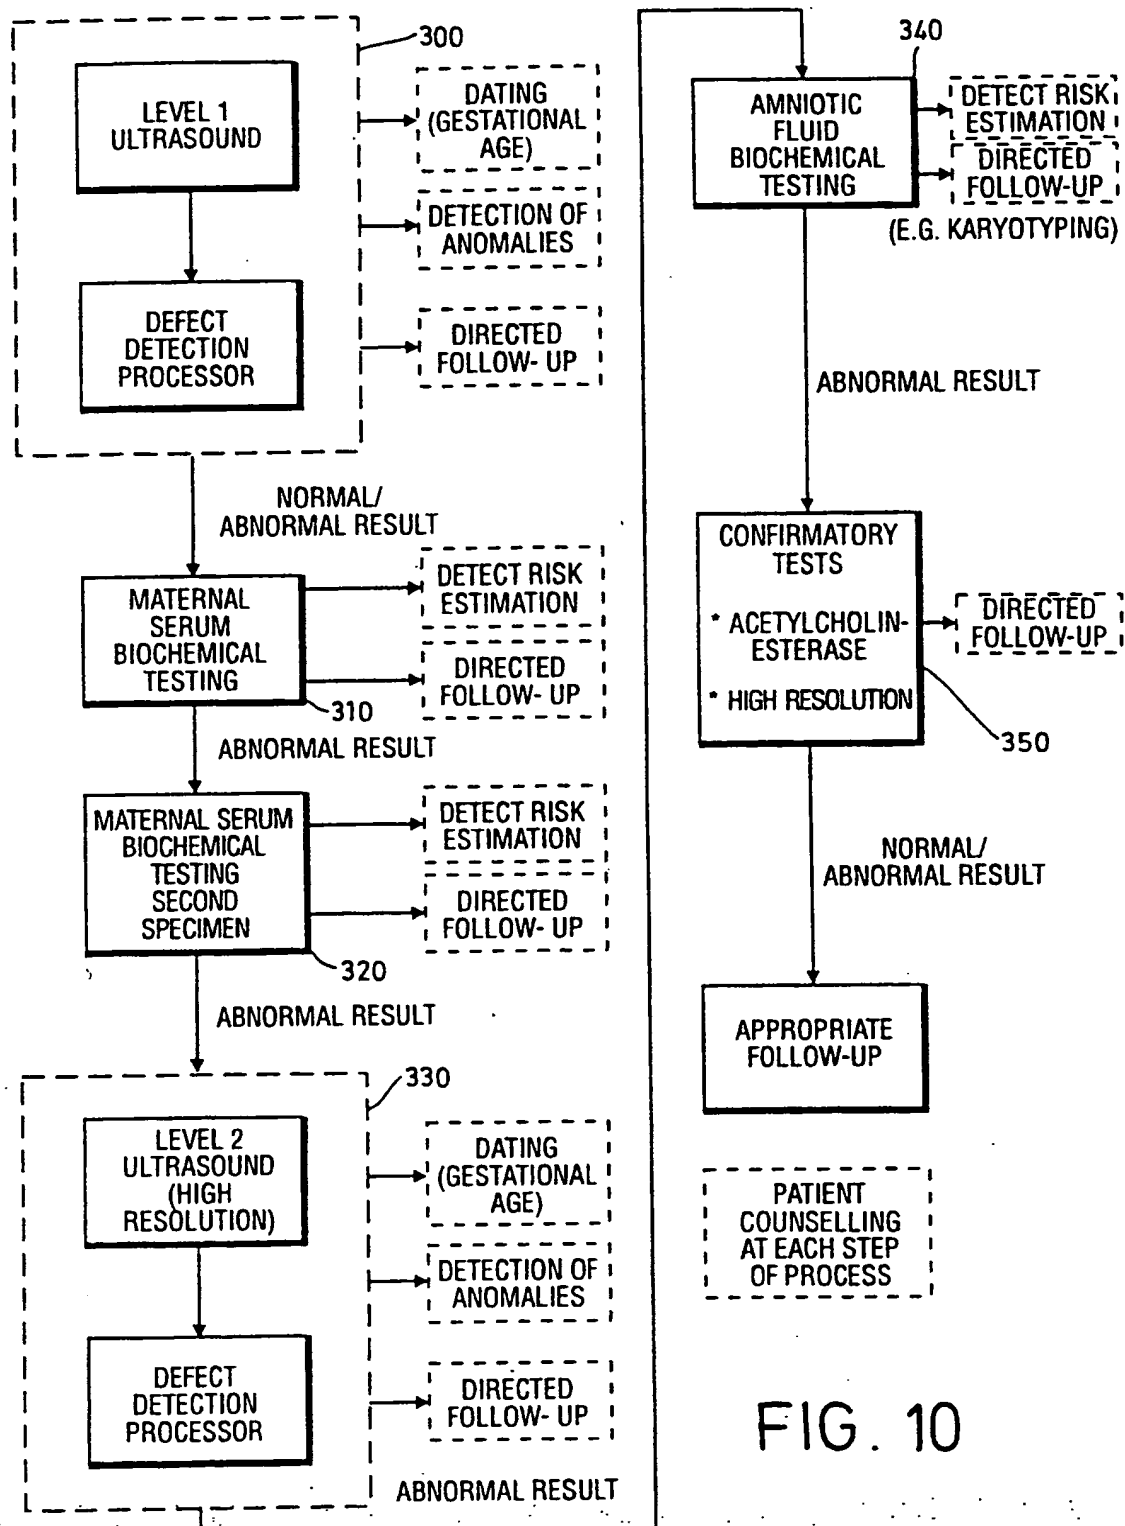 300
LEVEL 1
ULTRASOUND
DATING
(GESTATIONAL
AGE)
DETECTION OF
ANOMALIES
DEFECT
DETECTION
PROCESSOR
DIRECTED
FOLLOW- UP
NORMAL/
ABNORMAL RESULT
MATERNAL
SERUM
BIOCHEMICAL
TESTING
310
DETECT RISK
ESTIMATION
DIRECTED
FOLLOW- UP
ABNORMAL RESULT
MATERNAL SERUM
BIOCHEMICAL
TESTING
SECOND
SPECIMEN
320
DETECT RISK
ESTIMATION
DIRECTED
FOLLOW- UP
ABNORMAL RESULT
330
LEVEL 2
ULTRASOUND
(HIGH
RESOLUTION)
DATING
(GESTATIONAL
AGE)
DETECTION OF
ANOMALIES
DEFECT
DETECTION
PROCESSOR
DIRECTED
FOLLOW- UP
ABNORMAL RESULT
340
AMNIOTIC
FLUID
BIOCHEMICAL
TESTING
DETECT RISK
ESTIMATION
DIRECTED
FOLLOW-UP
(E.G. KARYOTYPING)
ABNORMAL RESULT
CONFIRMATORY
TESTS
* ACETYLCHOLIN-
ESTERASE
* HIGH RESOLUTION
350
DIRECTED
FOLLOW-UP
NORMAL/
ABNORMAL RESULT
APPROPRIATE
FOLLOW-UP
PATIENT
COUNSELLING
AT EACH STEP
OF PROCESS
FIG. 10